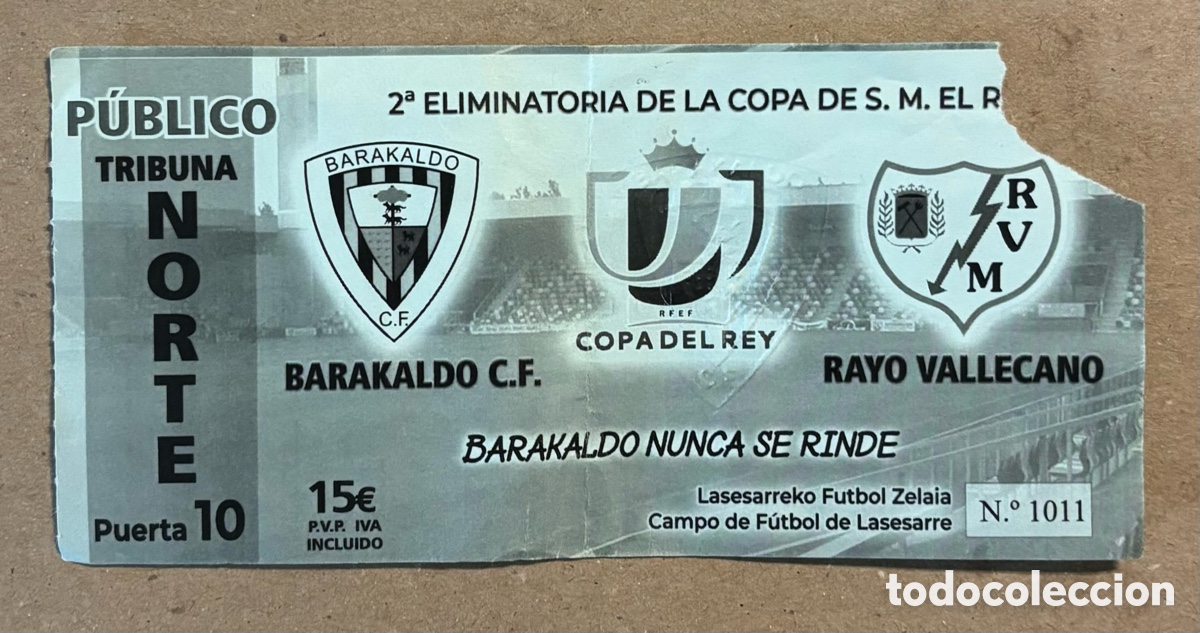 PÚBLICO
TRIBUNA
NORTE
Puerta 10
2ª ELIMINATORIA DE LA COPA DE S. M. EL R
BARAKALDO
C.F.
RFEF
COPA DEL REY
RVM
BARAKALDO C.F.
RAYO VALLECANO
BARAKALDO NUNCA SE RINDE
15€
P.V.P. IVA
INCLUIDO
Lasesarreko Futbol Zelaia
Campo de Fútbol de Lasesarre
N.º 1011
todocoleccion